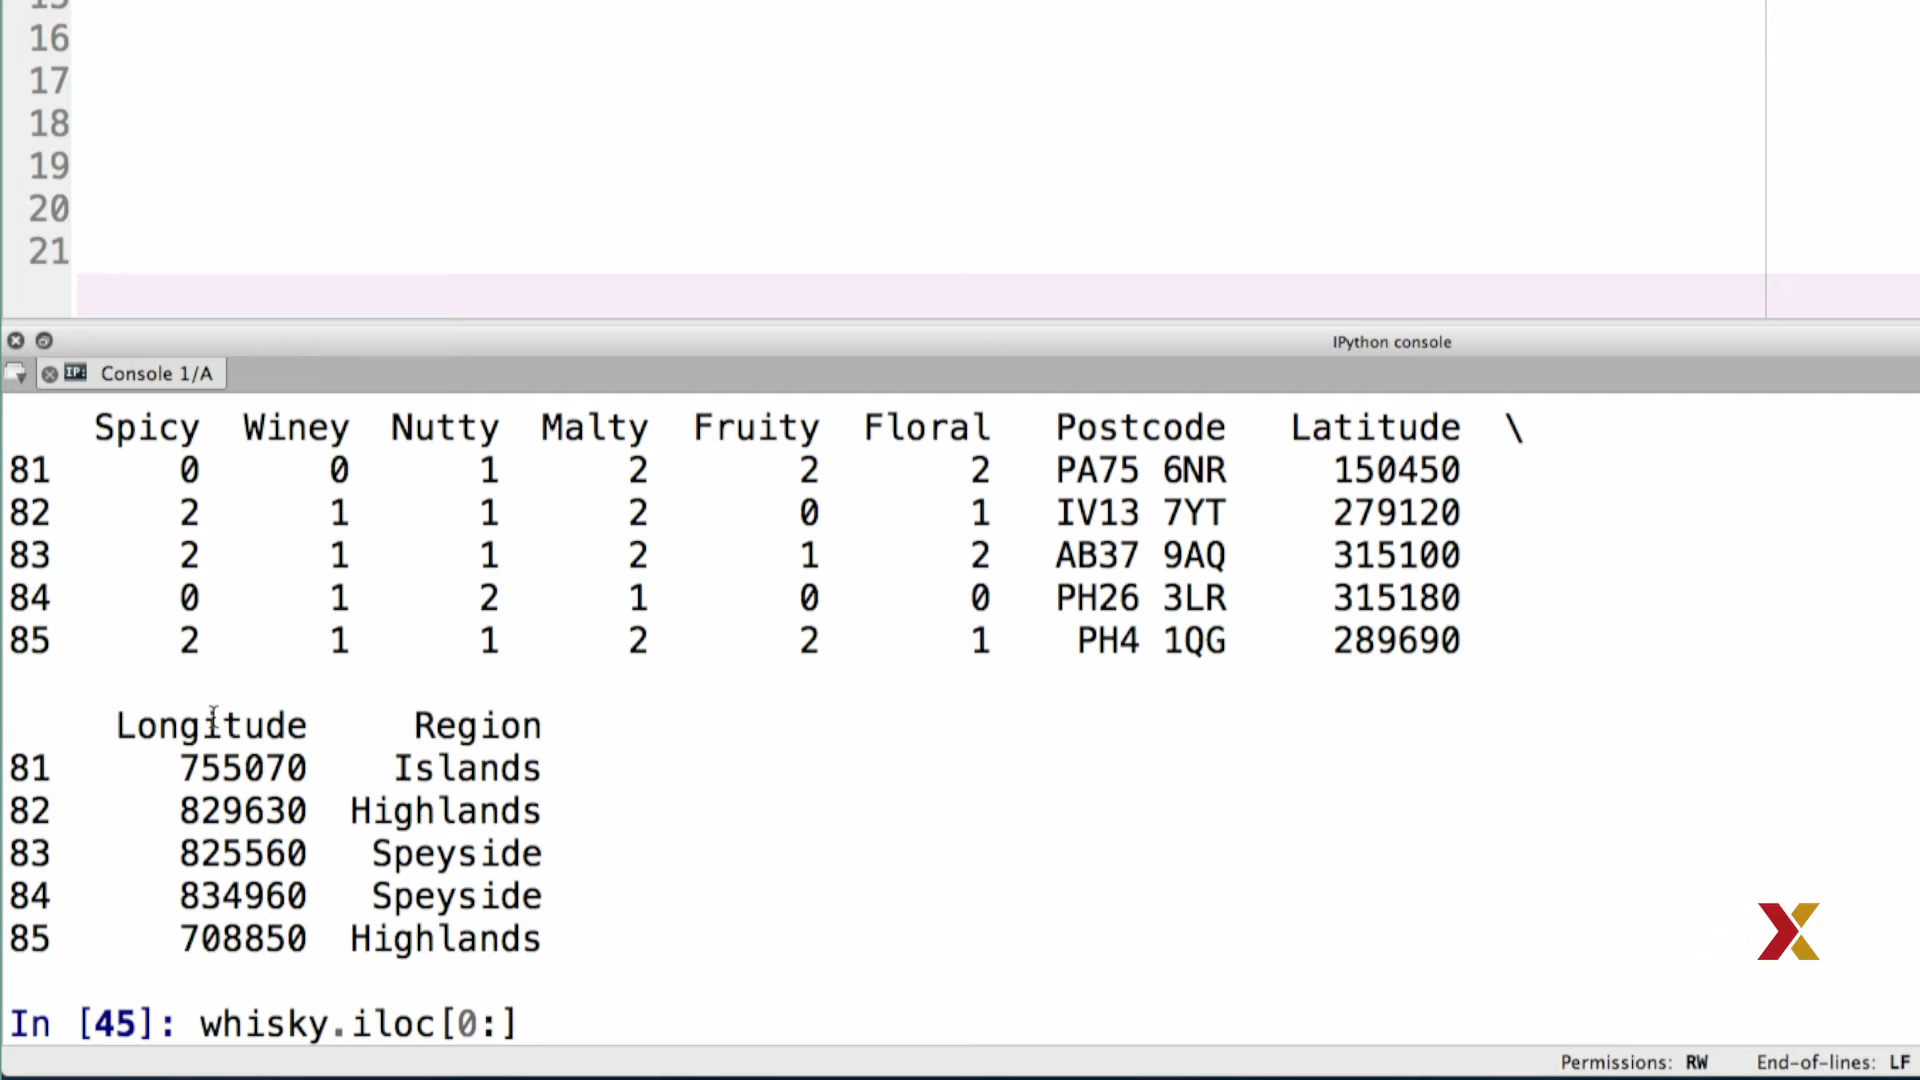 15
16
17
18
19
20
21
IPython console
IP: Console 1/A
Spicy Winey Nutty Malty Fruity Floral Postcode Latitude \
81 0 0 1 2 2 2 PA75 6NR 150450
82 2 1 1 2 0 1 IV13 7YT 279120
83 2 1 1 2 1 2 AB37 9AQ 315100
84 0 1 2 1 0 0 PH26 3LR 315180
85 2 1 1 2 2 1 PH4 1QG 289690
Longitude Region
81 755070 Islands
82 829630 Highlands
83 825560 Speyside
84 834960 Speyside
85 708850 Highlands
In [45]: whisky.iloc[0:]
Permissions: RW End-of-lines: LF